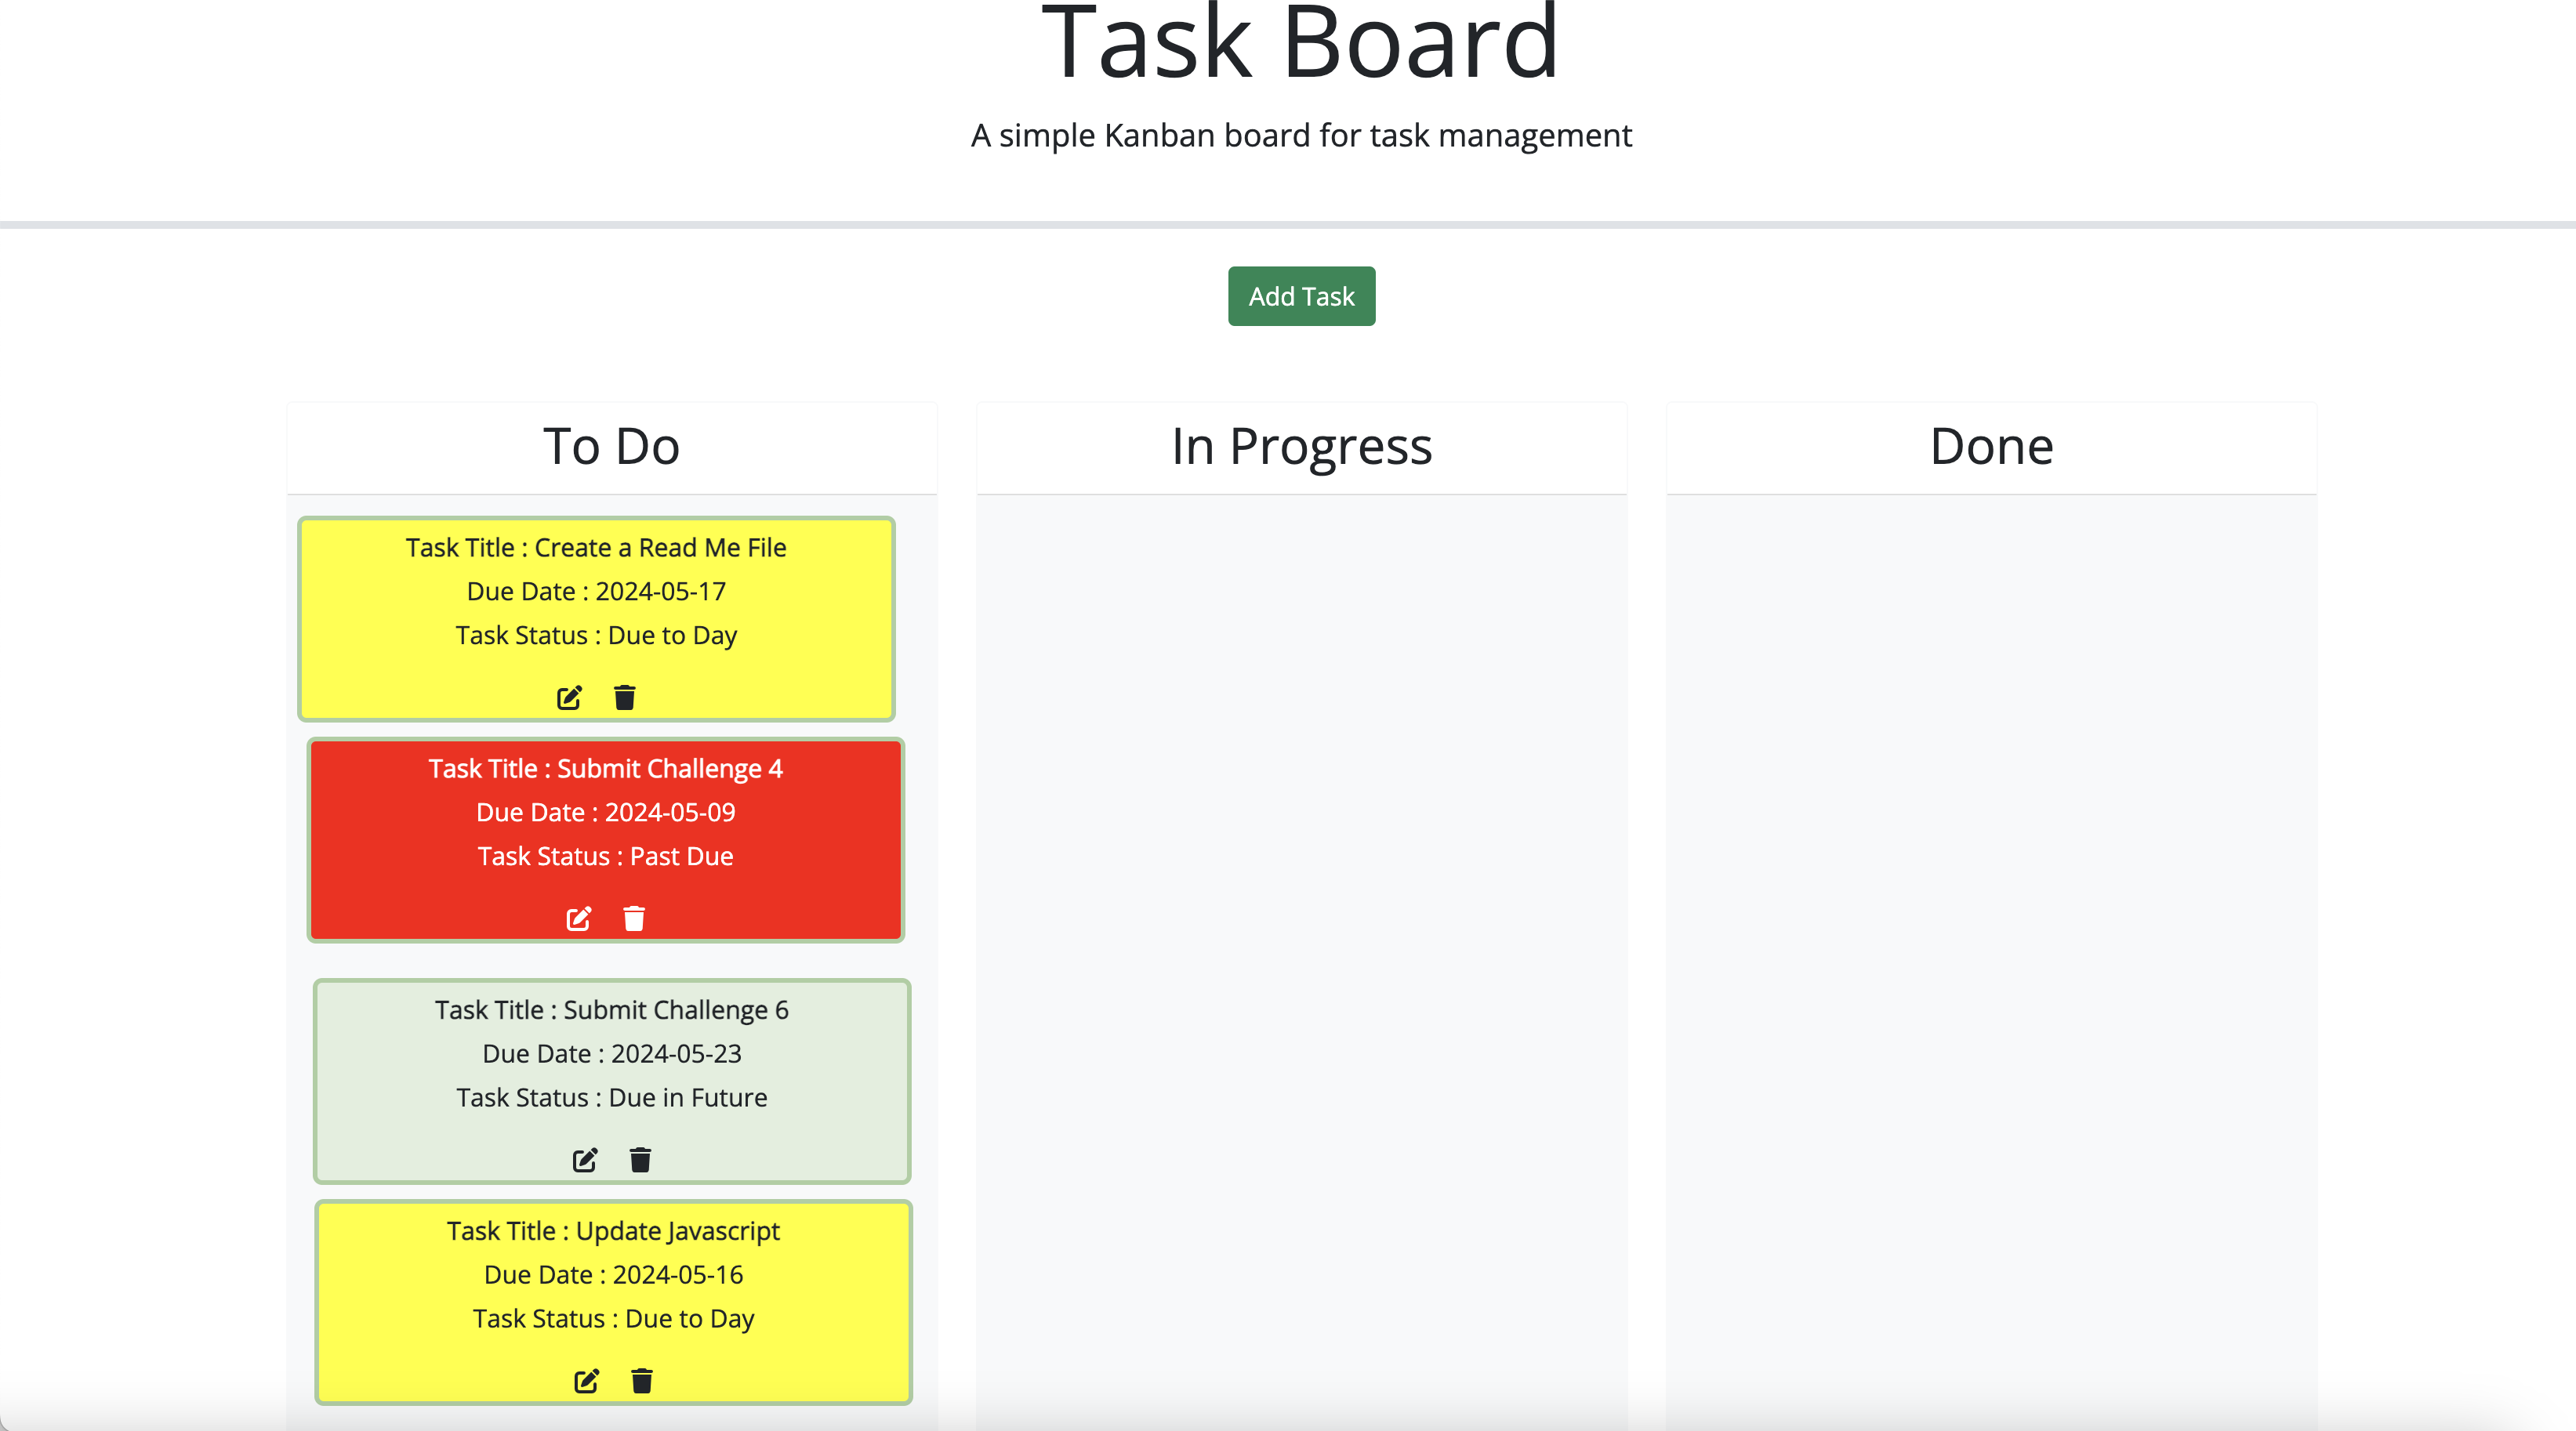 Task Board
A simple Kanban board for task management
Add Task
To Do
In Progress
Done
Task Title : Create a Read Me File
Due Date : 2024-05-17
Task Status : Due to Day
Task Title : Submit Challenge 4
Due Date : 2024-05-09
Task Status : Past Due
Task Title : Submit Challenge 6
Due Date : 2024-05-23
Task Status : Due in Future
Task Title : Update Javascript
Due Date : 2024-05-16
Task Status : Due to Day